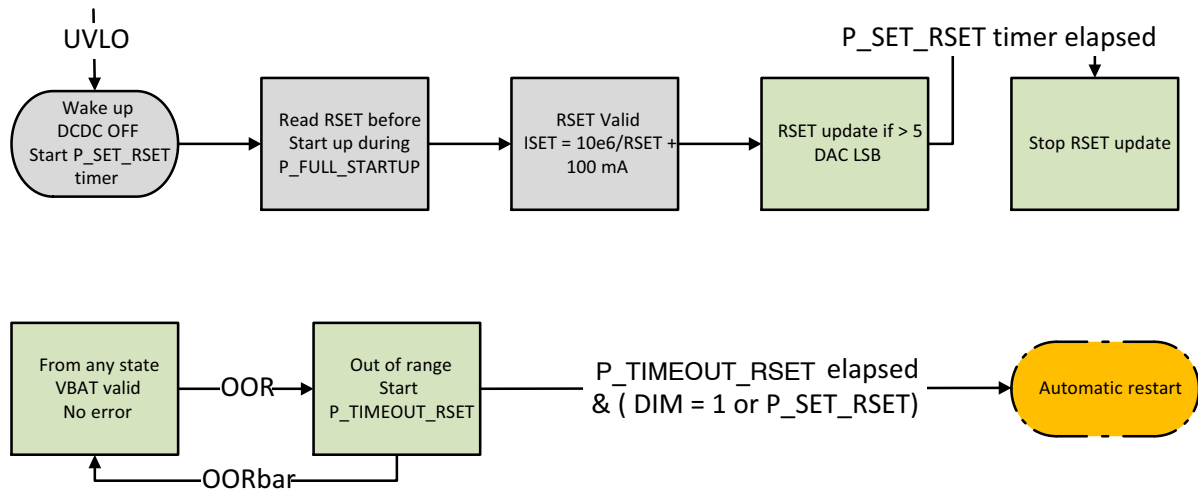 UVLO
P_SET_RSET timer elapsed
Wake up
DCDC OFF
Start P_SET_RSET
timer
Read RSET before
Start up during
P_FULL_STARTUP
RSET Valid
ISET = 10e6/RSET +
100 mA
RSET update if > 5
DAC LSB
Stop RSET update
From any state
VBAT valid
No error
OOR
Out of range
Start
P_TIMEOUT_RSET
P_TIMEOUT_RSET elapsed
& ( DIM = 1 or P_SET_RSET)
Automatic restart
OORbar